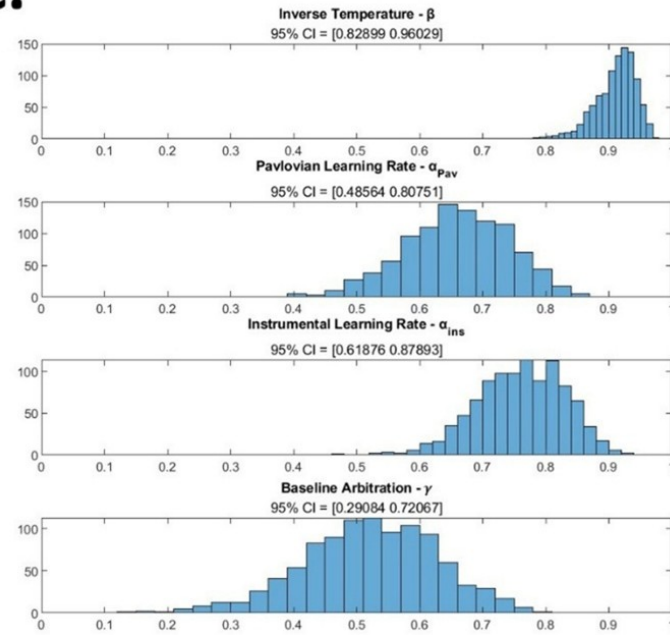 Inverse Temperature - β
95% CI = [0.82899 0.96029]
150
100
50
0
0 0.1 0.2 0.3 0.4 0.5 0.6 0.7 0.8 0.9
Pavlovian Learning Rate - αPav
95% CI = [0.48564 0.80751]
150
100
50
0
0 0.1 0.2 0.3 0.4 0.5 0.6 0.7 0.8 0.9
Instrumental Learning Rate - αins
95% CI = [0.61876 0.87893]
100
50
0
0 0.1 0.2 0.3 0.4 0.5 0.6 0.7 0.8 0.9
Baseline Arbitration - γ
95% CI = [0.29084 0.72067]
100
50
0
0 0.1 0.2 0.3 0.4 0.5 0.6 0.7 0.8 0.9